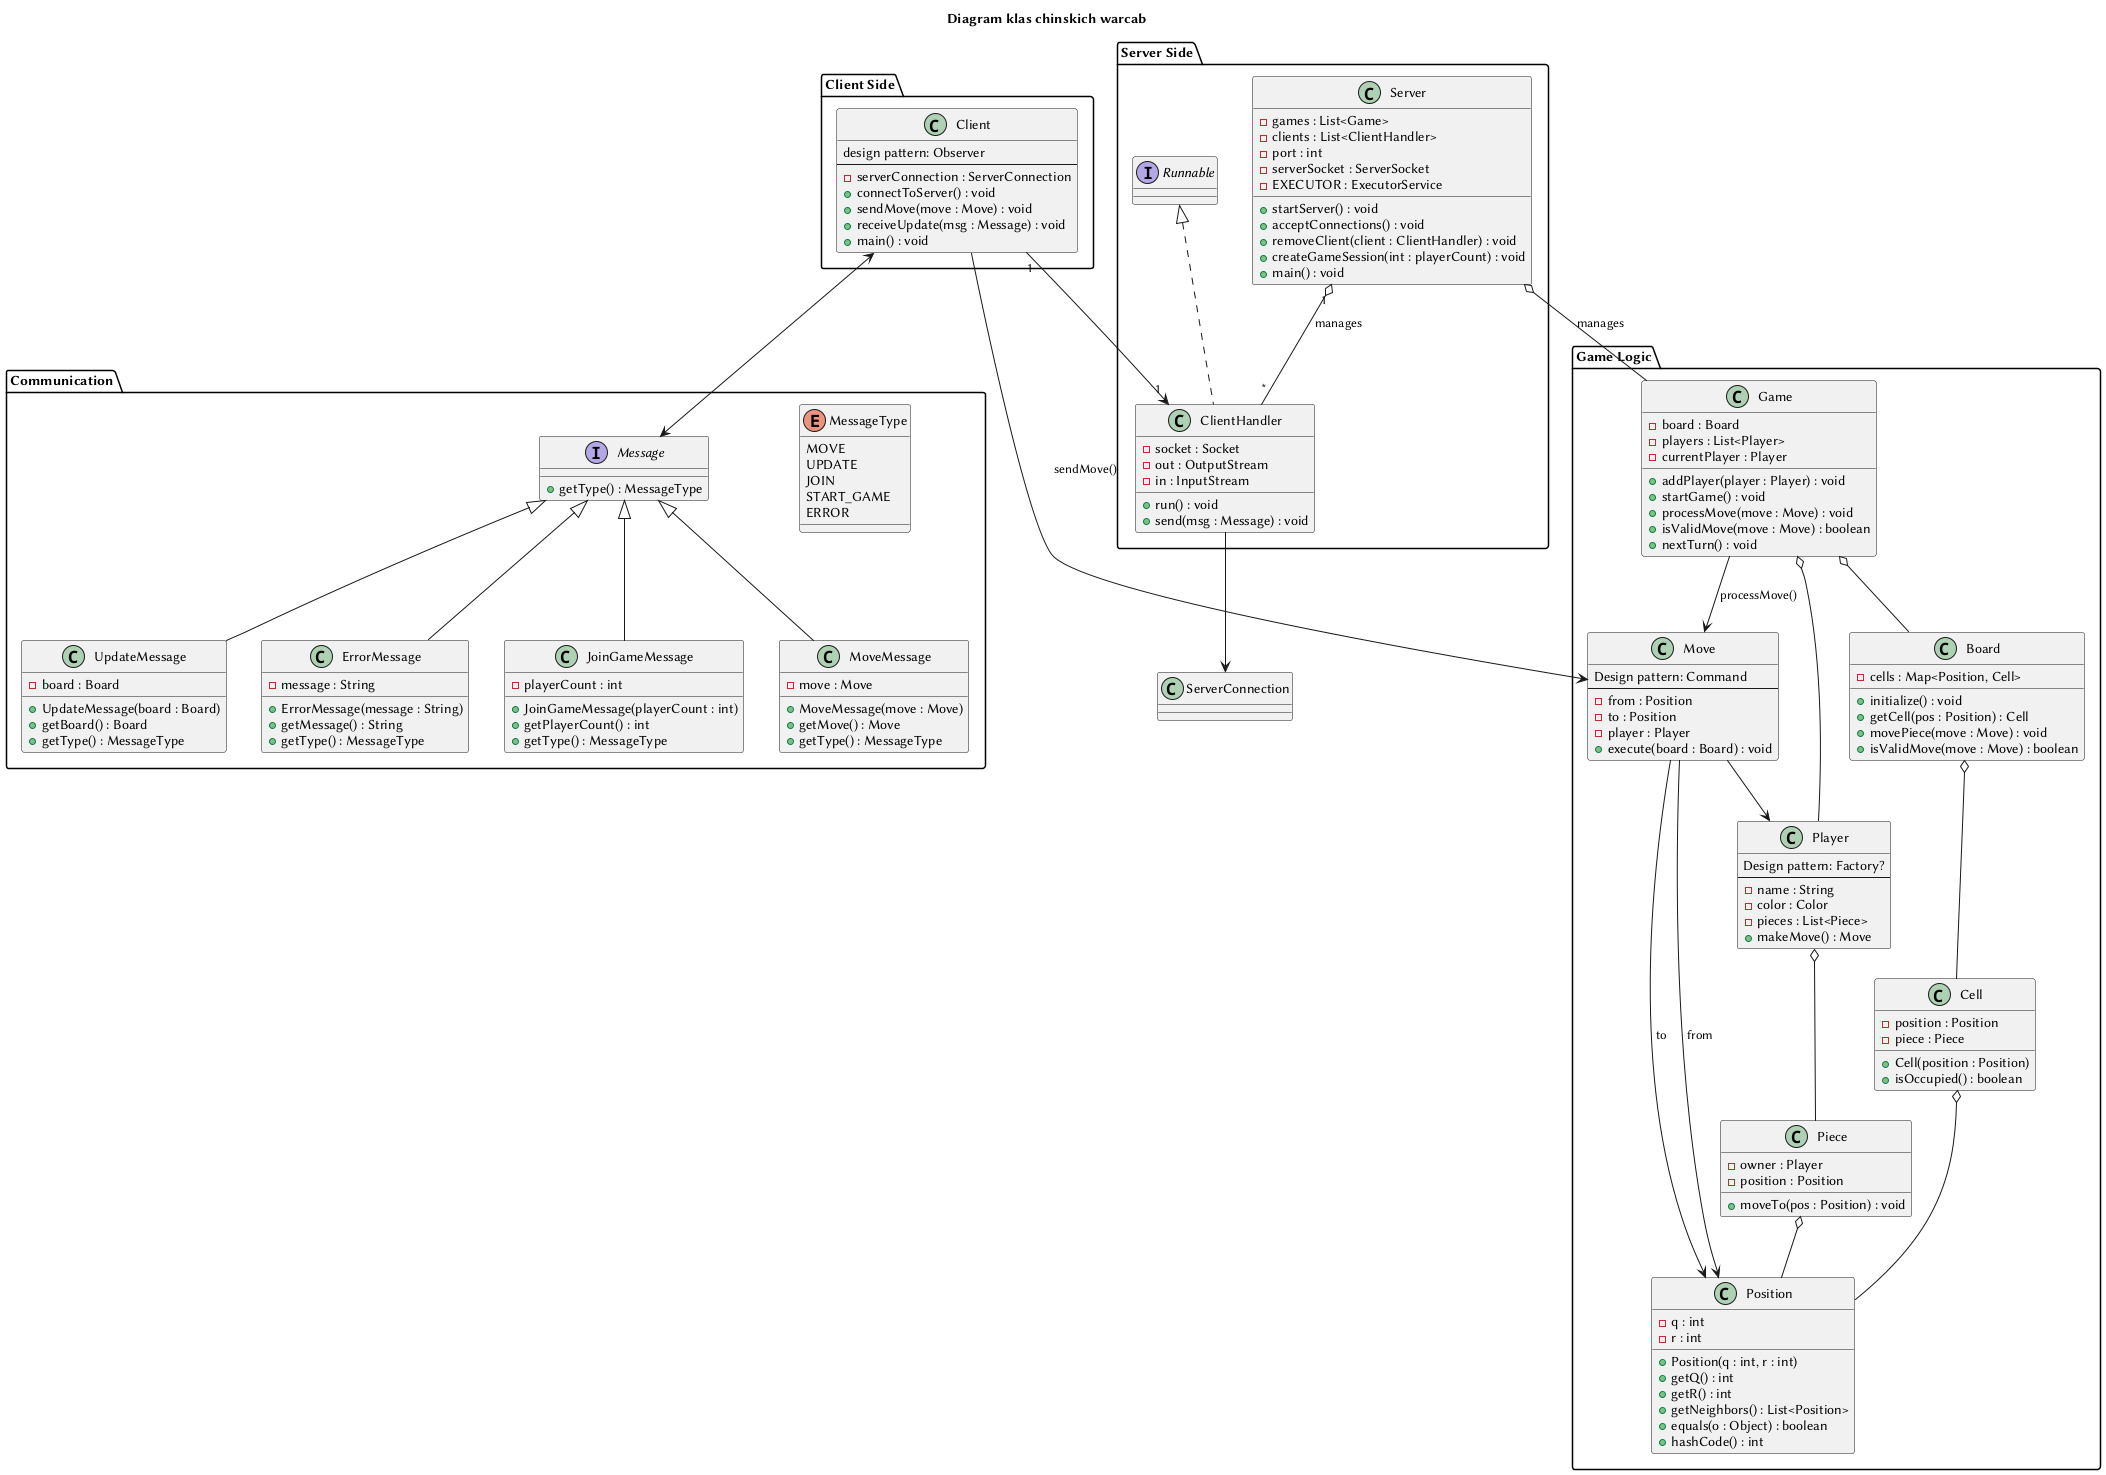 Diagram klas chinskich warcab
Server Side
Server
games : List<Game>
clients : List<ClientHandler>
port : int
serverSocket : ServerSocket
EXECUTOR : ExecutorService
startServer() : void
acceptConnections() : void
removeClient(client : ClientHandler) : void
createGameSession(int : playerCount) : void
main() : void
Runnable
Client Side
Client
design pattern: Observer
serverConnection : ServerConnection
connectToServer() : void
sendMove(move : Move) : void
receiveUpdate(msg : Message) : void
main() : void
1
1
manages
manages
*
1
sendMove()
ClientHandler
socket : Socket
out : OutputStream
in : InputStream
run() : void
send(msg : Message) : void
ServerConnection
Communication
Message
getType() : MessageType
MessageType
MOVE
UPDATE
JOIN
START_GAME
ERROR
UpdateMessage
board : Board
UpdateMessage(board : Board)
getBoard() : Board
getType() : MessageType
ErrorMessage
message : String
ErrorMessage(message : String)
getMessage() : String
getType() : MessageType
JoinGameMessage
playerCount : int
JoinGameMessage(playerCount : int)
getPlayerCount() : int
getType() : MessageType
MoveMessage
move : Move
MoveMessage(move : Move)
getMove() : Move
getType() : MessageType
Game Logic
Game
board : Board
players : List<Player>
currentPlayer : Player
addPlayer(player : Player) : void
startGame() : void
processMove(move : Move) : void
isValidMove(move : Move) : boolean
nextTurn() : void
processMove()
Move
Design pattern: Command
from : Position
to : Position
player : Player
execute(board : Board) : void
Board
cells : Map<Position, Cell>
initialize() : void
getCell(pos : Position) : Cell
movePiece(move : Move) : void
isValidMove(move : Move) : boolean
Player
Design pattern: Factory?
name : String
color : Color
pieces : List<Piece>
makeMove() : Move
Cell
position : Position
piece : Piece
Cell(position : Position)
isOccupied() : boolean
to
from
Piece
owner : Player
position : Position
moveTo(pos : Position) : void
Position
q : int
r : int
Position(q : int, r : int)
getQ() : int
getR() : int
getNeighbors() : List<Position>
equals(o : Object) : boolean
hashCode() : int